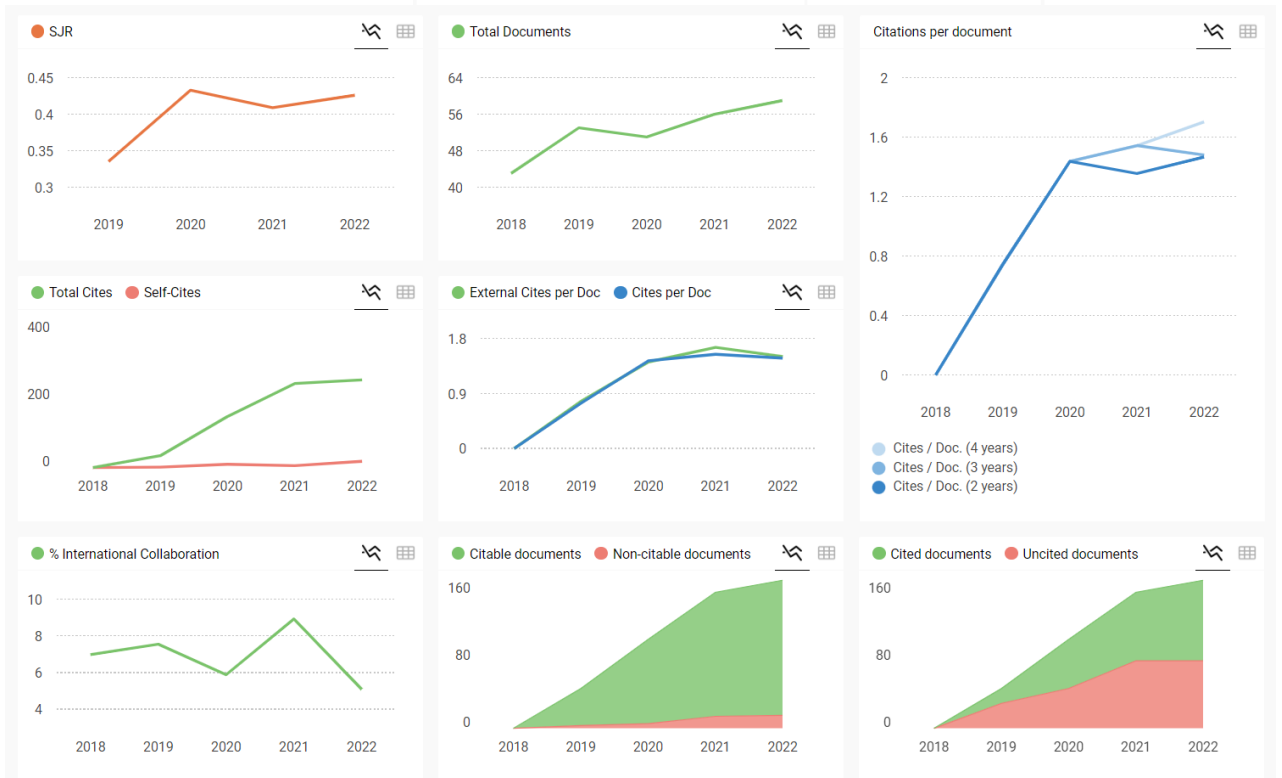 SJR
0.45
0.4
0.35
0.3
2019 2020 2021 2022
Total Documents
64
56
48
40
2018 2019 2020 2021 2022
Citations per document
2
1.6
1.2
0.8
0.4
0
2018 2019 2020 2021 2022
Cites / Doc. (4 years)
Cites / Doc. (3 years)
Cites / Doc. (2 years)
Total Cites Self-Cites
400
200
0
2018 2019 2020 2021 2022
External Cites per Doc Cites per Doc
1.8
0.9
0
2018 2019 2020 2021 2022
% International Collaboration
10
8
6
4
2018 2019 2020 2021 2022
Citable documents Non-citable documents
160
80
0
2018 2019 2020 2021 2022
Cited documents Uncited documents
160
80
0
2018 2019 2020 2021 2022